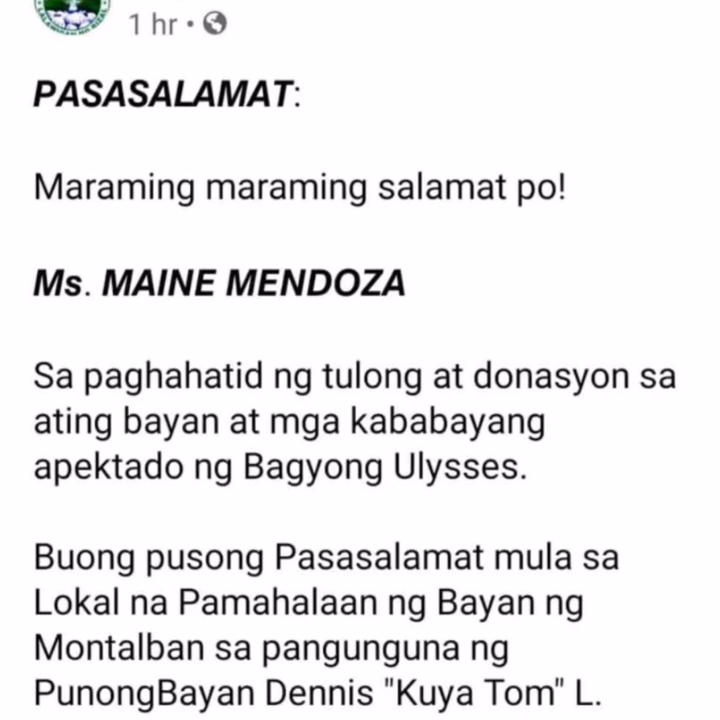 1 hr •
PASASALAMAT:
Maraming maraming salamat po!
Ms. MAINE MENDOZA
Sa paghahatid ng tulong at donasyon sa
ating bayan at mga kababayang
apektado ng Bagyong Ulysses.
Buong pusong Pasasalamat mula sa
Lokal na Pamahalaan ng Bayan ng
Montalban sa pangunguna ng
PunongBayan Dennis "Kuya Tom" L.